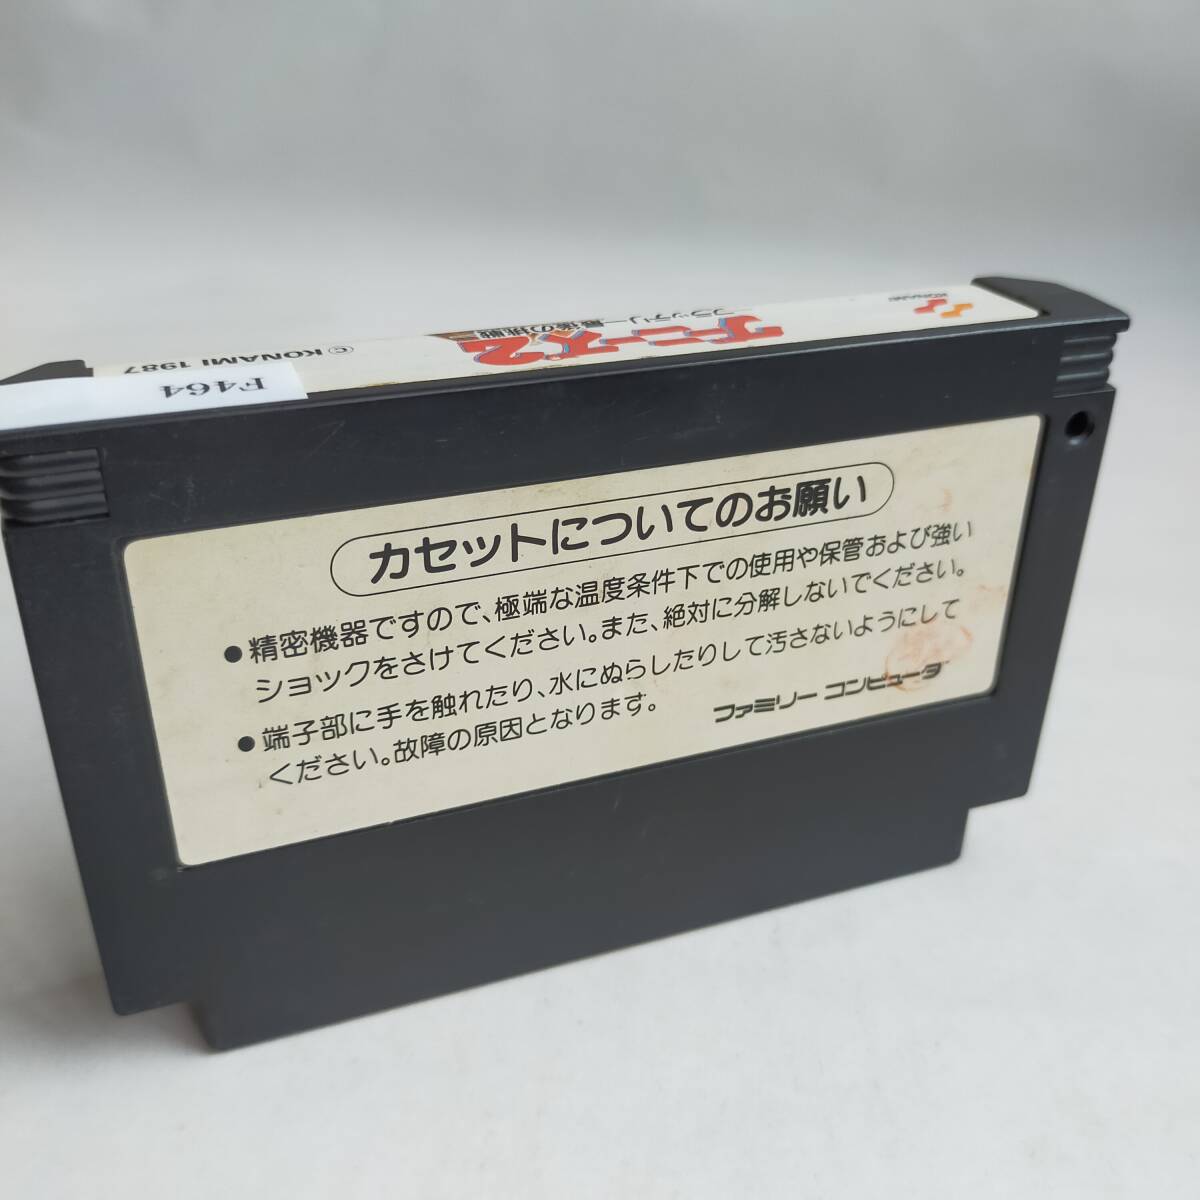 KONAMI
グーニーズ2
フラッテリー最後の挑戦
© KONAMI 1987
F464
カセットについてのお願い
●精密機器ですので、極端な温度条件下での使用や保管および強い
ショックをさけてください。また、絶対に分解しないでください。
●端子部に手を触れたり、水にぬらしたりして汚さないようにして
ください。故障の原因となります。
ファミリー コンピュータ